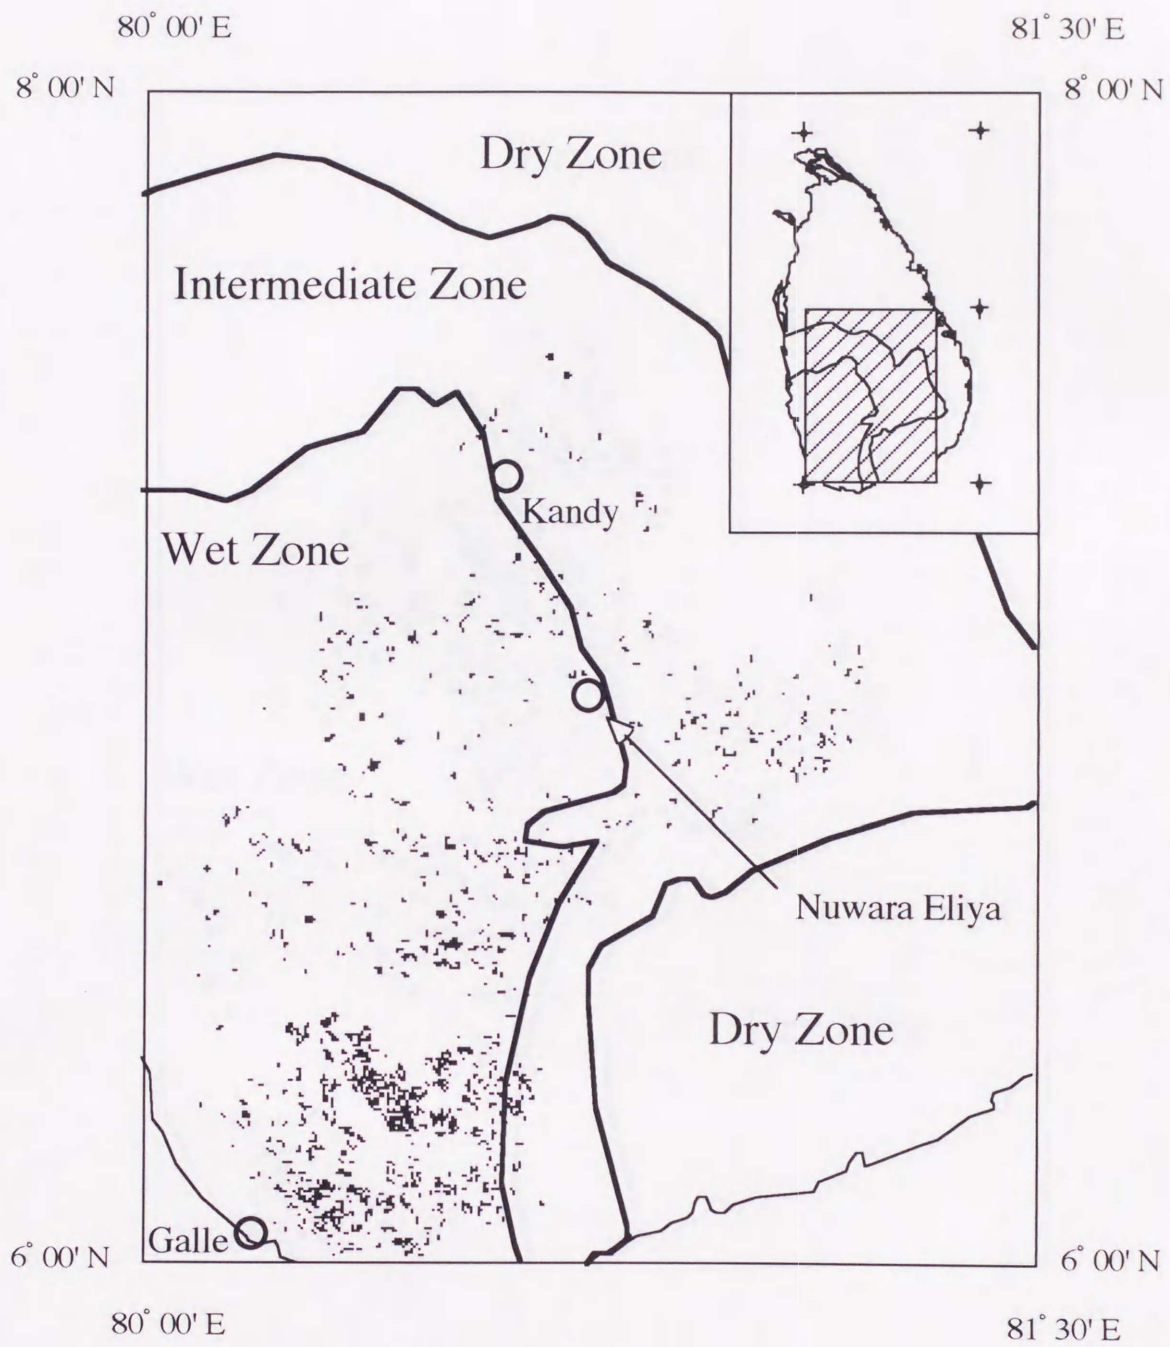 80° 00' E
81° 30' E
8° 00' N
8° 00' N
Dry Zone
Intermediate Zone
Kandy
Wet Zone
Nuwara Eliya
Dry Zone
Galle
6° 00' N
6° 00' N
80° 00' E
81° 30' E